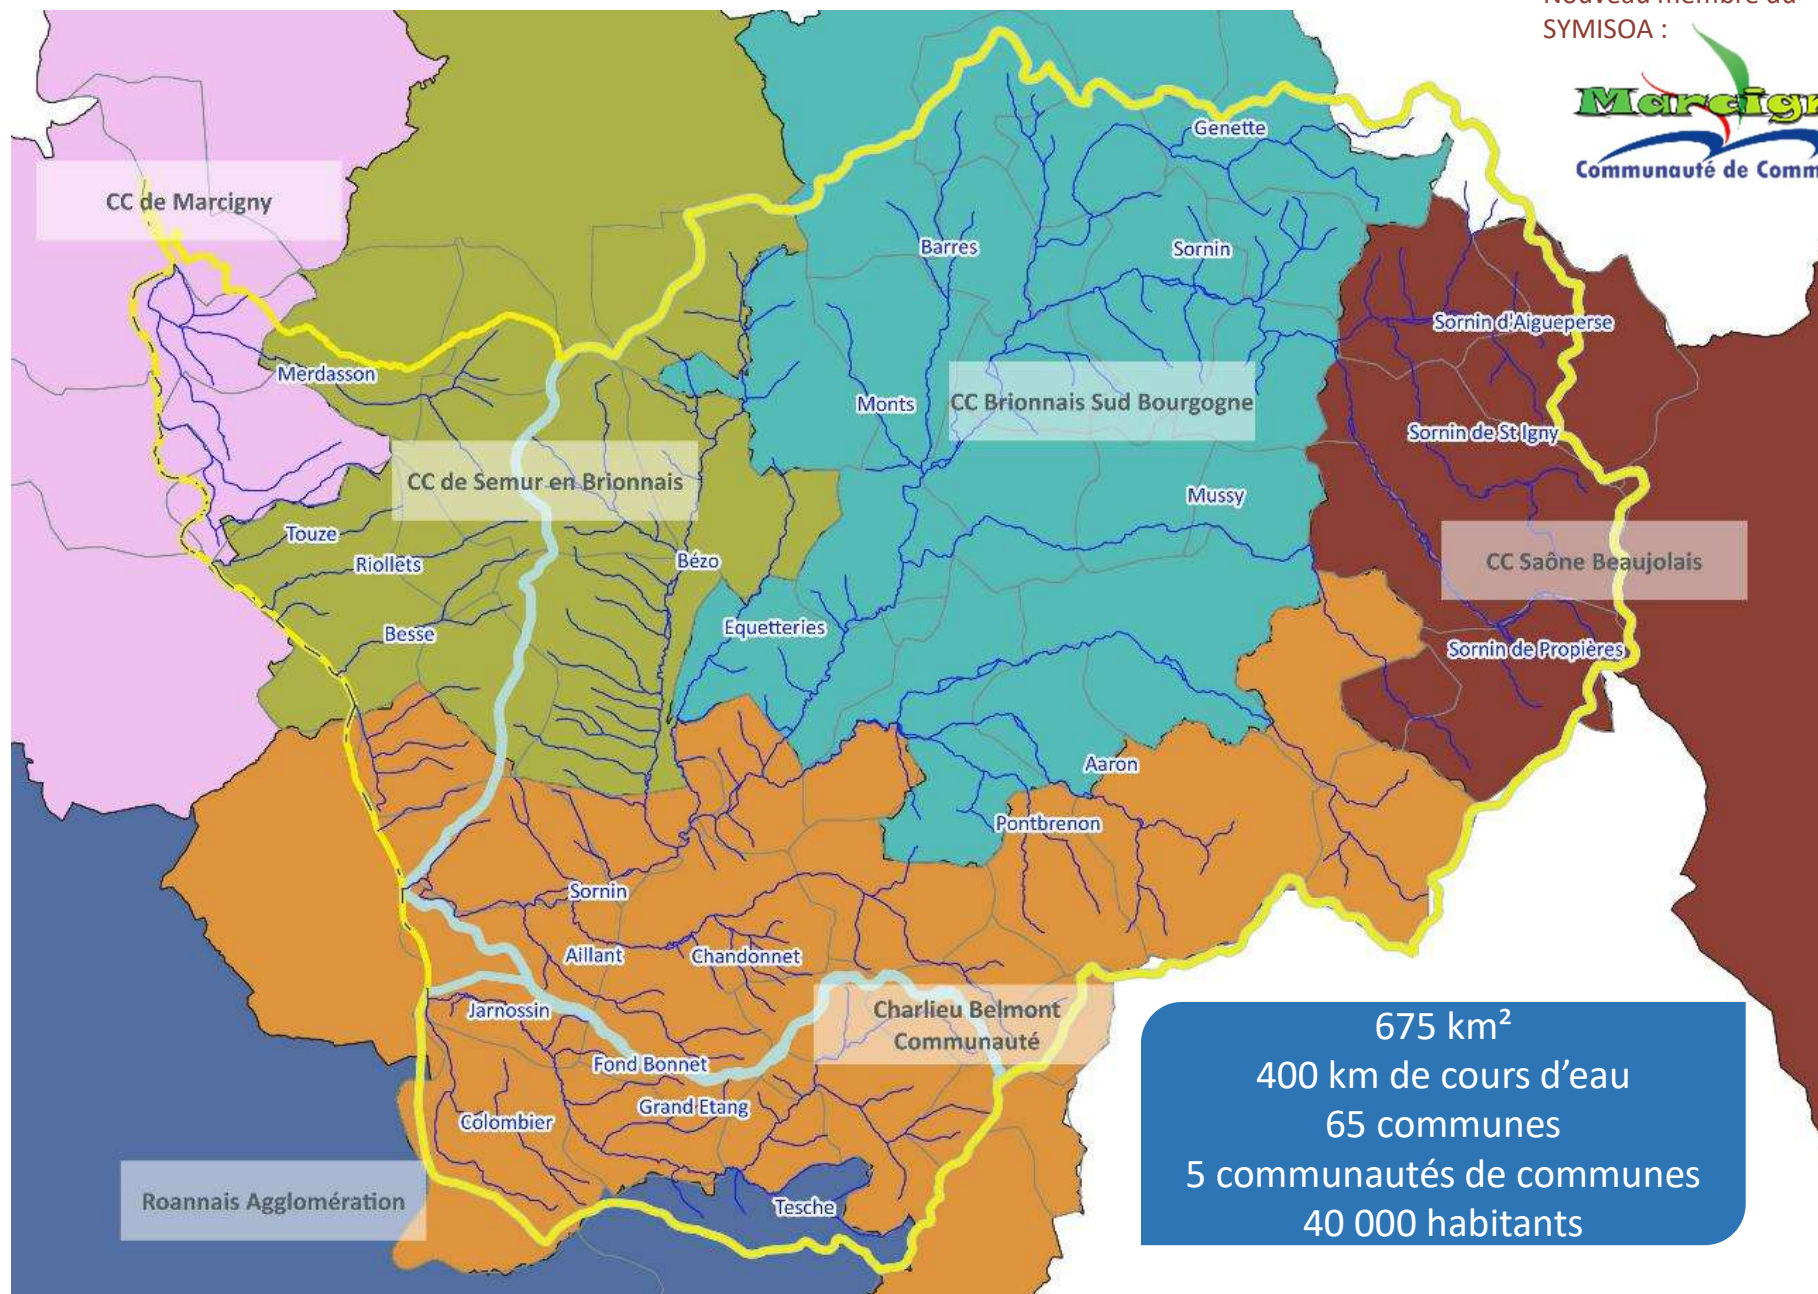 SYMISOA :
Communauté de
CC de Marcigny
Genette
Barres
Sornin
Sornin d'Aigueperse
Merdasson
Monts
CC Brionnais Sud Bourgogne
Sornin de St Igny
CC de Semur en Brionnais
Mussy
Touze
Riollets
Bézo
CC Saône Beaujolais
Besse
Equetteries
Sornin de Propières
Aaron
Pontbrenon
Sornin
Aillant
Chandonnet
Jarnossin
Charlieu Belmont
Communauté
Fond Bonnet
Grand Etang
Colombier
Roannais Agglomération
Tesche
675 km²
400 km de cours d'eau
65 communes
5 communautés de communes
40 000 habitants